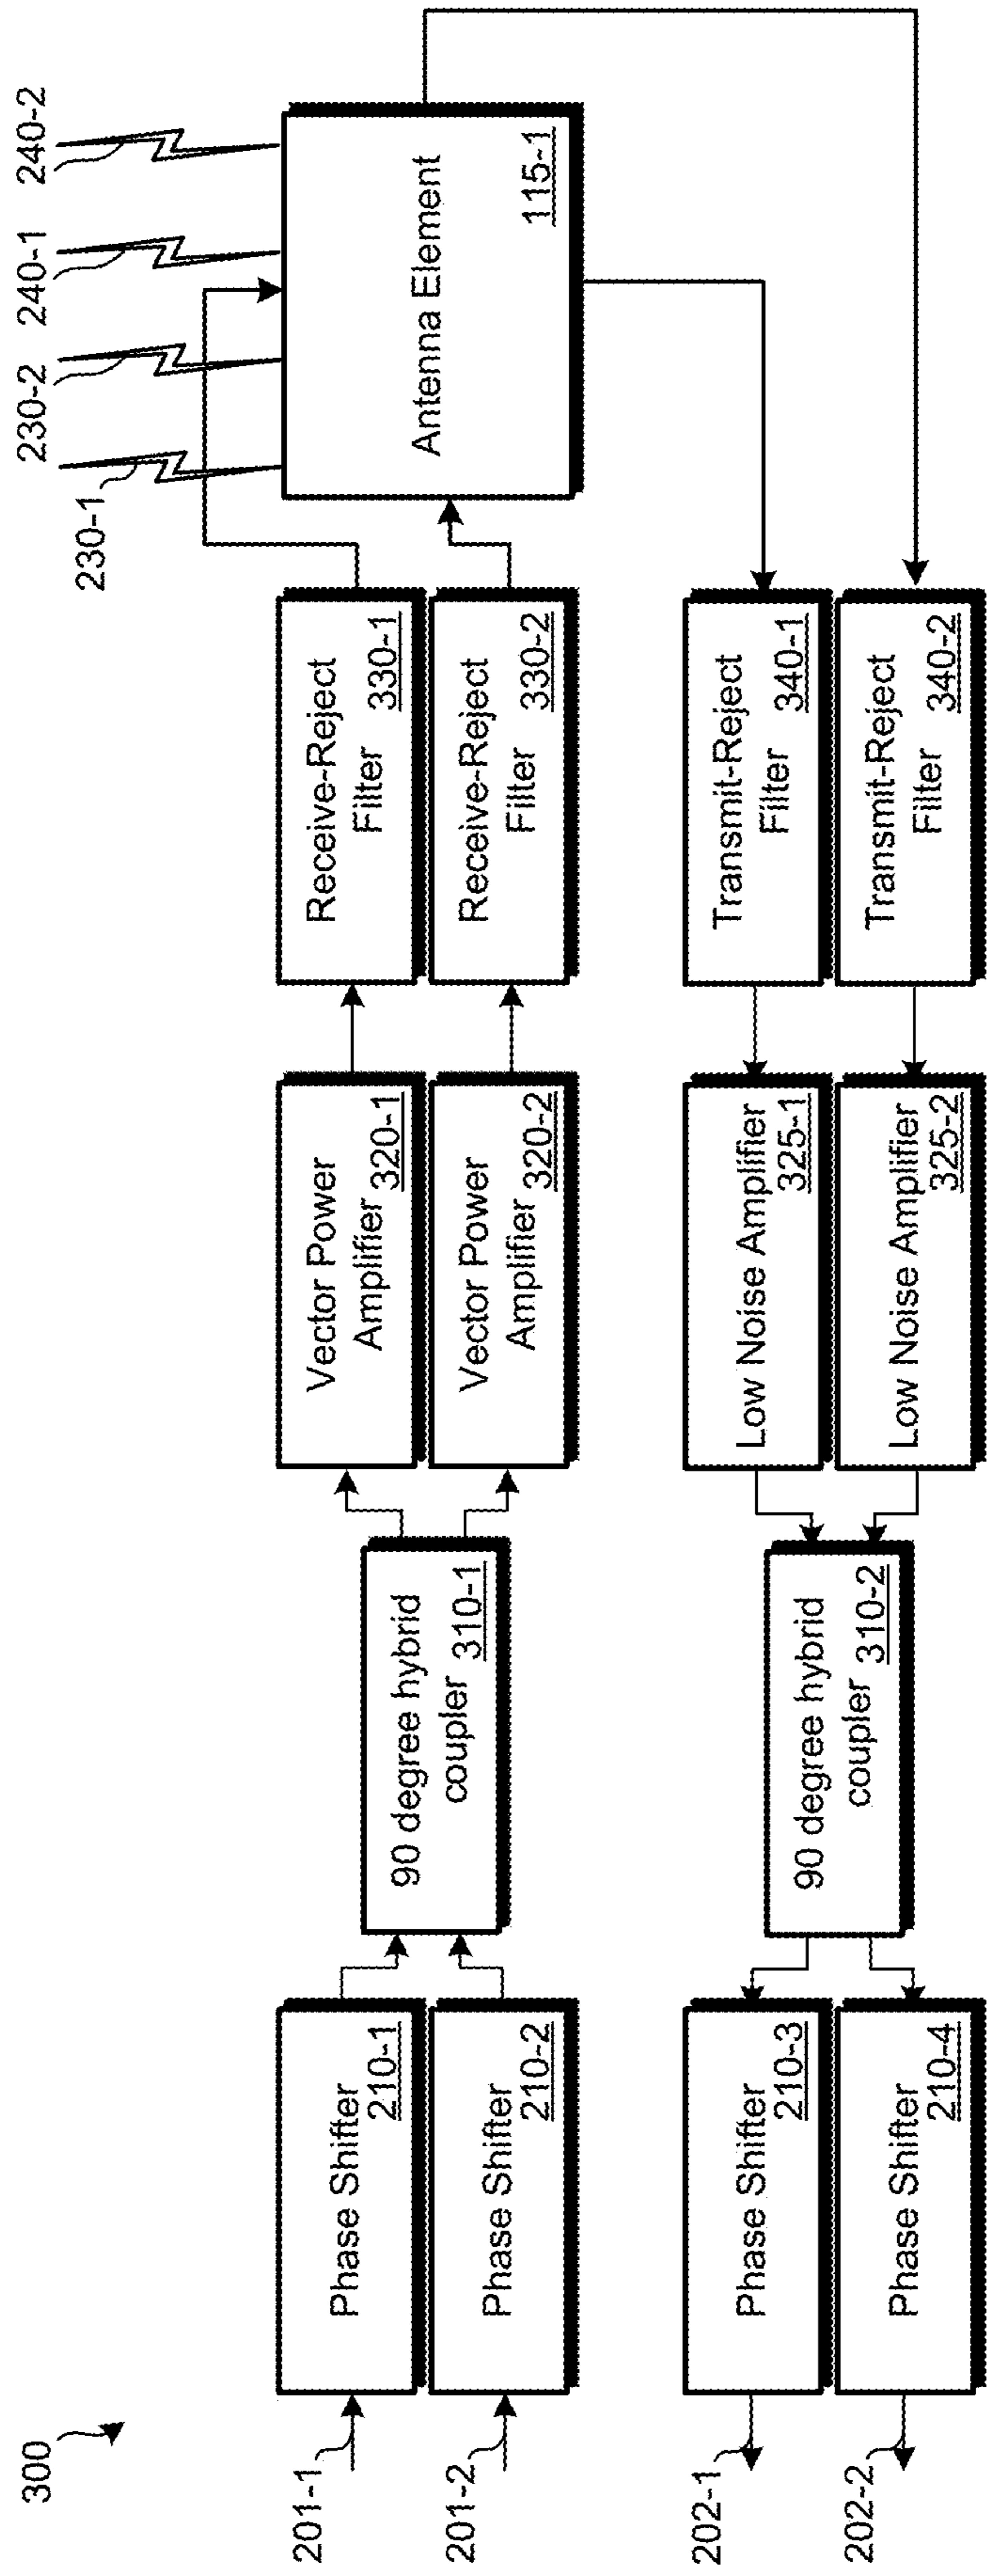 300
201-1
201-2
202-1
202-2
Phase Shifter
210-1
Phase Shifter
210-2
90 degree hybrid
coupler 310-1
Vector Power
Amplifier 320-1
Vector Power
Amplifier 320-2
Receive-Reject
Filter 330-1
Receive-Reject
Filter 330-2
230-1
230-2
240-1
240-2
Antenna Element
115-1
Phase Shifter
210-3
Phase Shifter
210-4
90 degree hybrid
coupler 310-2
Low Noise Amplifier
325-1
Low Noise Amplifier
325-2
Transmit-Reject
Filter 340-1
Transmit-Reject
Filter 340-2